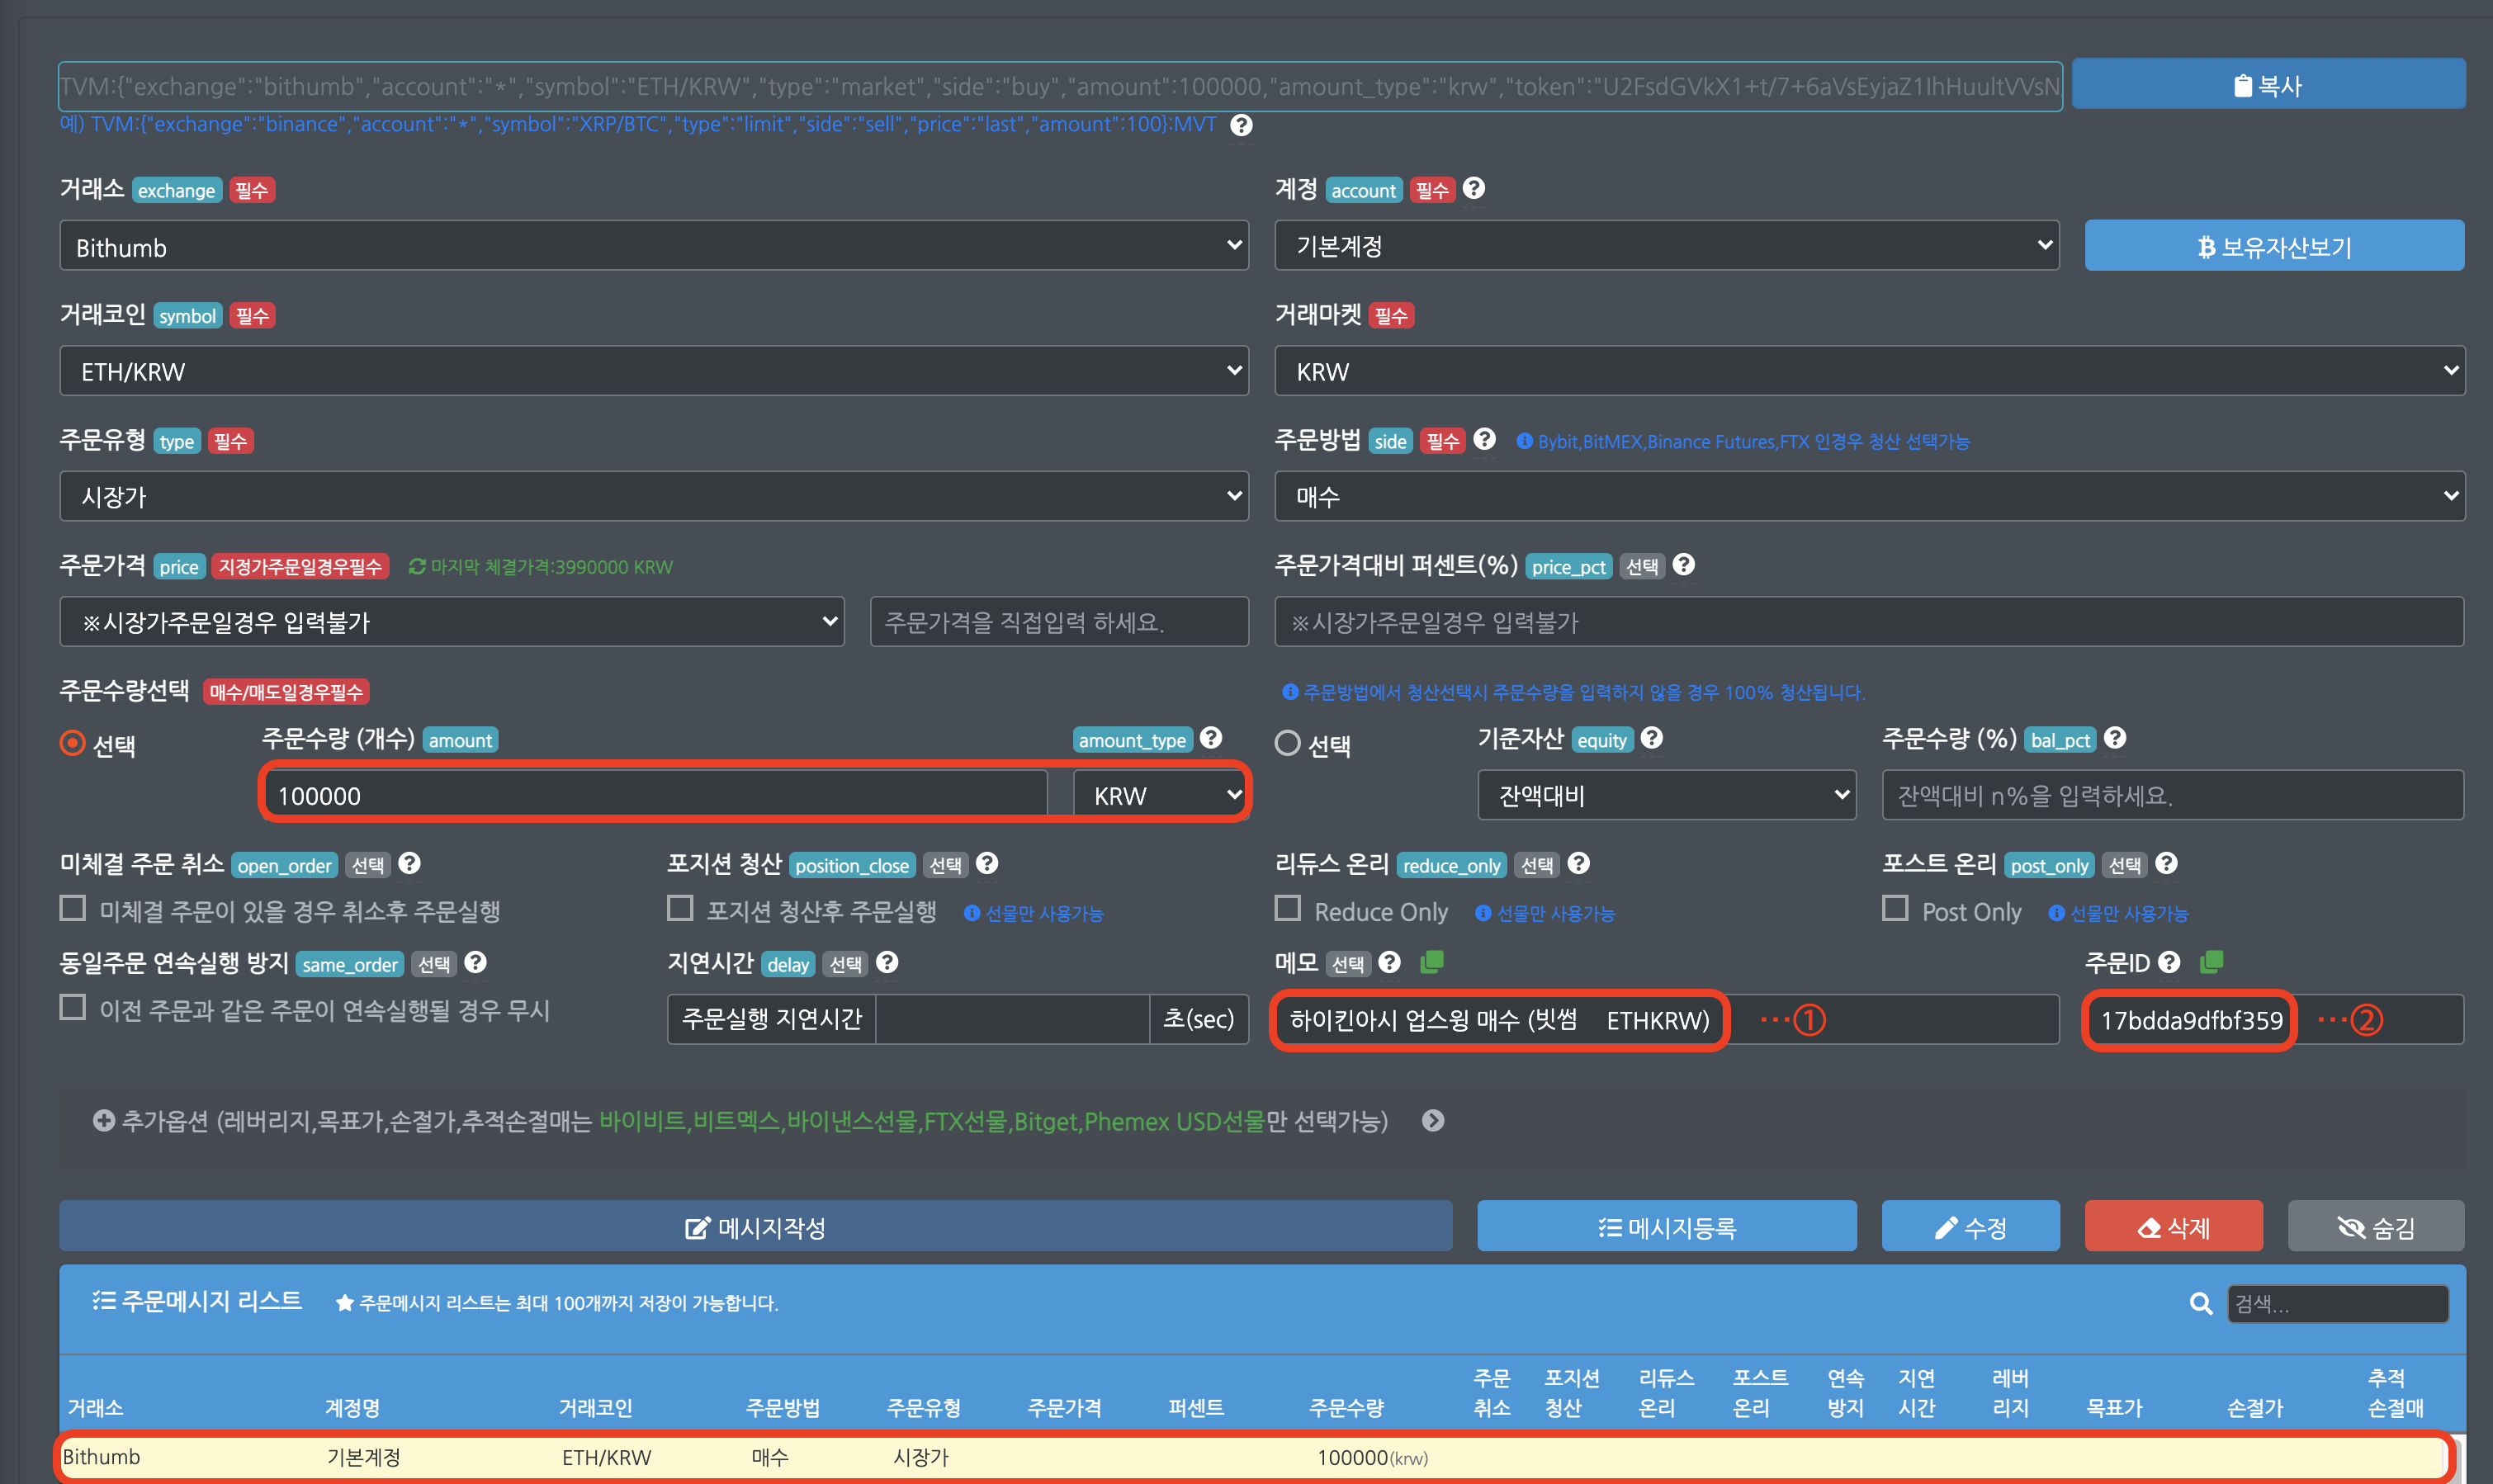 TVM:{"exchange":"bithumb","account":"*","symbol":"ETH/KRW","type":"market","side":"buy","amount":100000,"amount_type":"krw","token":"U2FsdGVkX1+t/7+6aVsEyjaZ1IhHuultVVsN
복사
예) TVM:{"exchange":"binance","account":"*","symbol":"XRP/BTC","type":"limit","side":"sell","price":"last","amount":100}:MVT
거래소 exchange 필수
계정 account 필수
Bithumb
기본계정
보유자산보기
거래코인 symbol 필수
거래마켓 필수
ETH/KRW
KRW
주문유형 type 필수
주문방법 side 필수 Bybit,BitMEX,Binance Futures,FTX 인경우 청산 선택가능
시장가
매수
주문가격 price 지정가주문일경우필수 마지막 체결가격:3990000 KRW
주문가격대비 퍼센트(%) price_pct 선택
※시장가주문일경우 입력불가
주문가격을 직접입력 하세요.
※시장가주문일경우 입력불가
주문수량선택 매수/매도일경우필수
주문방법에서 청산선택시 주문수량을 입력하지 않을 경우 100% 청산됩니다.
선택
주문수량 (개수) amount
amount_type
선택
기준자산 equity
주문수량 (%) bal_pct
100000
KRW
잔액대비
잔액대비 n%을 입력하세요.
미체결 주문 취소 open_order 선택
포지션 청산 position_close 선택
리듀스 온리 reduce_only 선택
포스트 온리 post_only 선택
미체결 주문이 있을 경우 취소후 주문실행
포지션 청산후 주문실행 선물만 사용가능
Reduce Only 선물만 사용가능
Post Only 선물만 사용가능
동일주문 연속실행 방지 same_order 선택
지연시간 delay 선택
메모 선택
주문ID
이전 주문과 같은 주문이 연속실행될 경우 무시
주문실행 지연시간
초(sec)
하이킨아시 업스윙 매수 (빗썸 ETHKRW) ···①
17bdda9dfbf359 ···②
추가옵션 (레버리지,목표가,손절가,추적손절매는 바이비트,비트멕스,바이낸스선물,FTX선물,Bitget,Phemex USD선물만 선택가능)
메시지작성
메시지등록
수정
삭제
숨김
주문메시지 리스트 ★ 주문메시지 리스트는 최대 100개까지 저장이 가능합니다.
검색...
거래소 계정명 거래코인 주문방법 주문유형 주문가격 퍼센트 주문수량 주문취소 포지션청산 리듀스온리 포스트온리 연속방지 지연시간 레버리지 목표가 손절가 추적손절매
Bithumb 기본계정 ETH/KRW 매수 시장가 100000(krw)